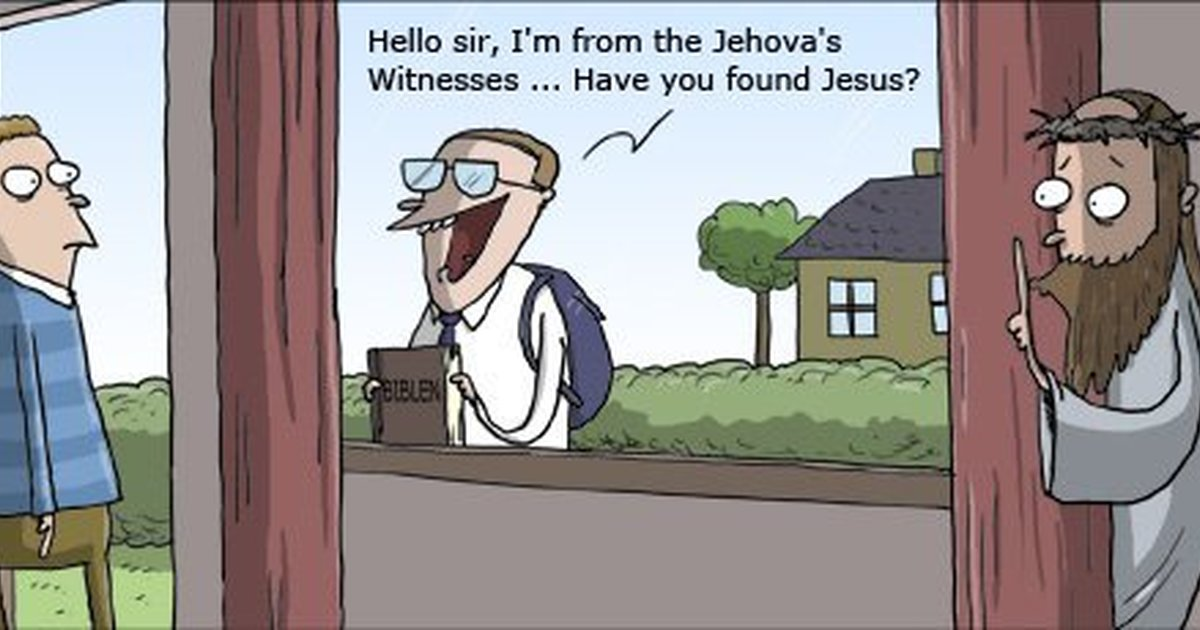 Hello sir, I'm from the Jehova's
Witnesses ... Have you found Jesus?
BIBLEN